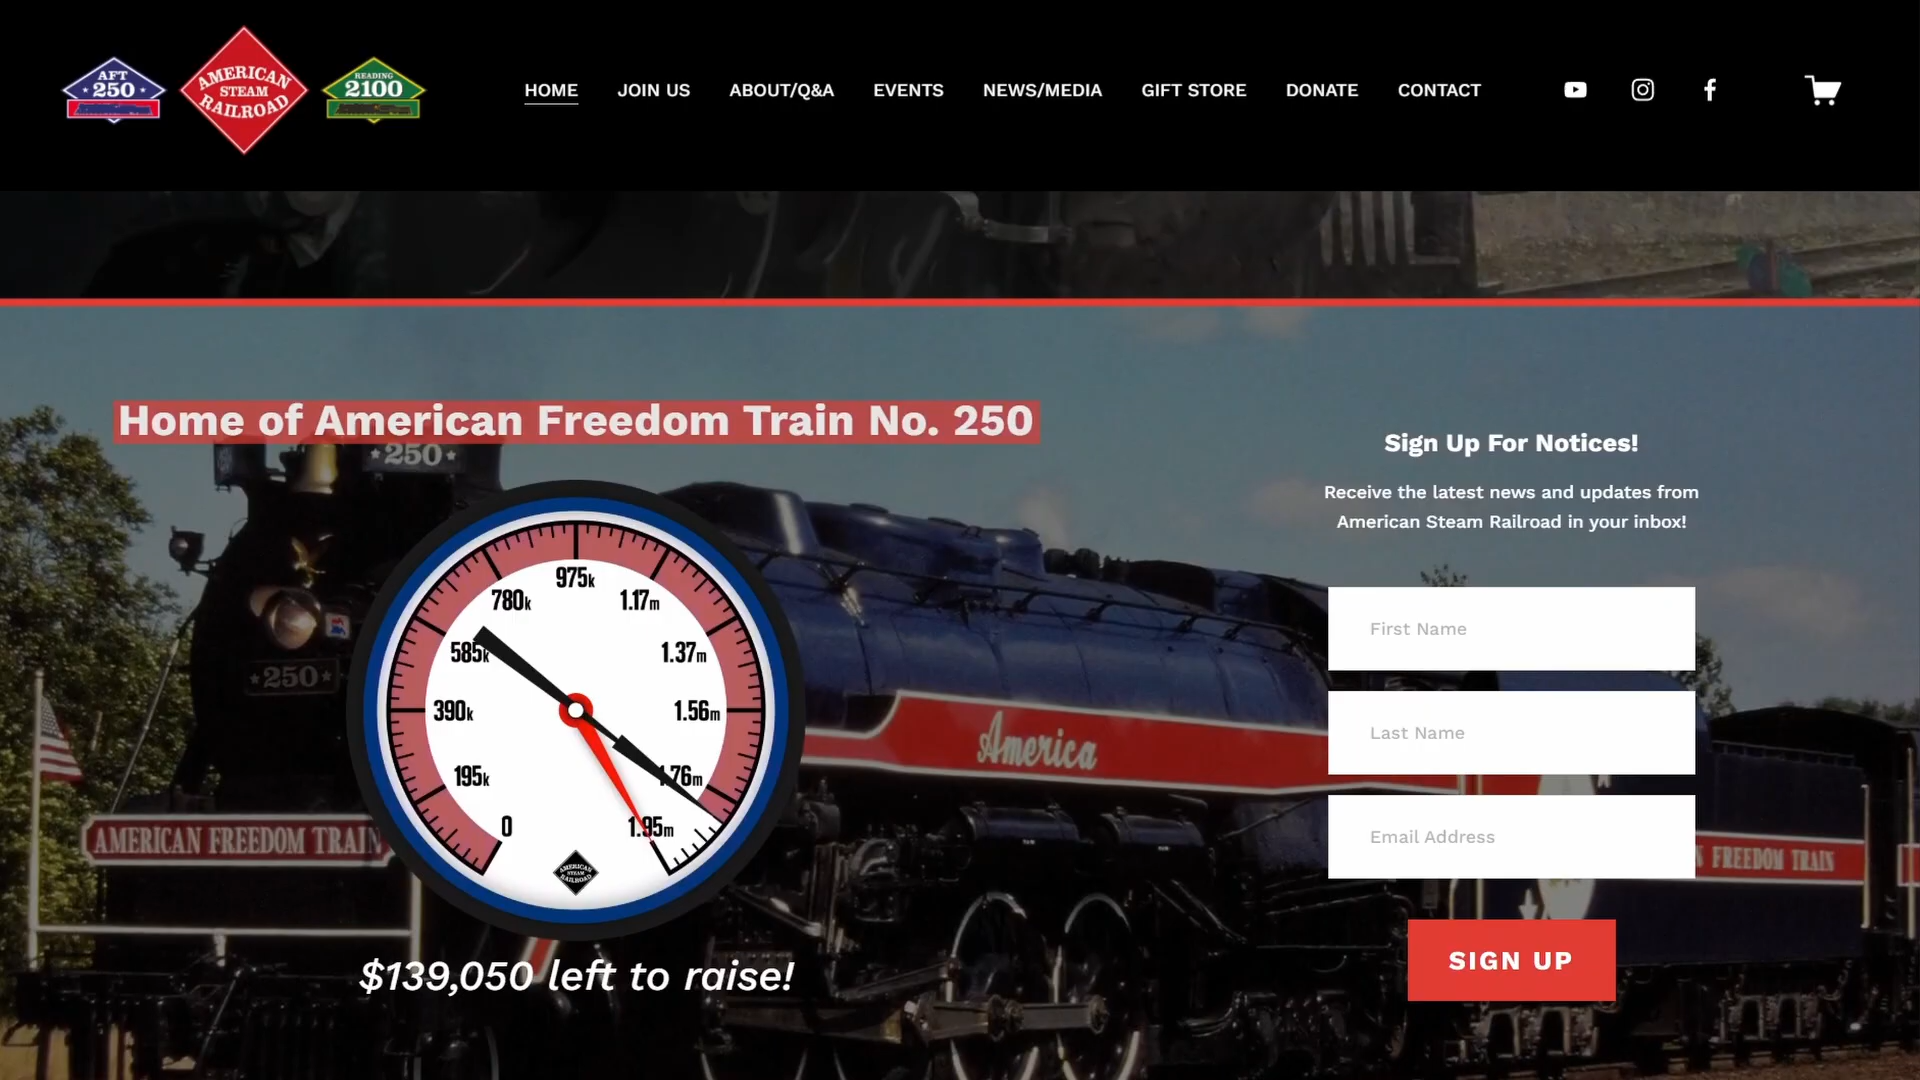 AFT
250
AMERICAN
STEAM
RAILROAD
READING
2100
HOME
JOIN US
ABOUT/Q&A
EVENTS
NEWS/MEDIA
GIFT STORE
DONATE
CONTACT
Home of American Freedom Train No. 250
★250★
★250★
AMERICAN FREEDOM TRAIN
975k
780k
1.17m
585k
1.37m
390k
1.56m
195k
1.76m
0
1.95m
AMERICAN
STEAM
RAILROAD
$139,050 left to raise!
America
FREEDOM TRAIN
Sign Up For Notices!
Receive the latest news and updates from
American Steam Railroad in your inbox!
First Name
Last Name
Email Address
SIGN UP